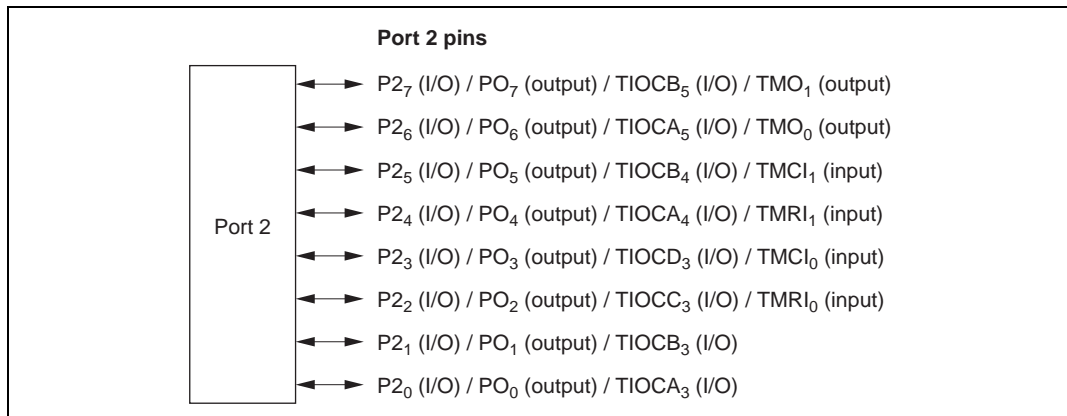 Port 2 pins
P2₇ (I/O) / PO₇ (output) / TIOCB₅ (I/O) / TMO₁ (output)
P2₆ (I/O) / PO₆ (output) / TIOCA₅ (I/O) / TMO₀ (output)
P2₅ (I/O) / PO₅ (output) / TIOCB₄ (I/O) / TMCI₁ (input)
P2₄ (I/O) / PO₄ (output) / TIOCA₄ (I/O) / TMRI₁ (input)
Port 2
P2₃ (I/O) / PO₃ (output) / TIOCD₃ (I/O) / TMCI₀ (input)
P2₂ (I/O) / PO₂ (output) / TIOCC₃ (I/O) / TMRI₀ (input)
P2₁ (I/O) / PO₁ (output) / TIOCB₃ (I/O)
P2₀ (I/O) / PO₀ (output) / TIOCA₃ (I/O)